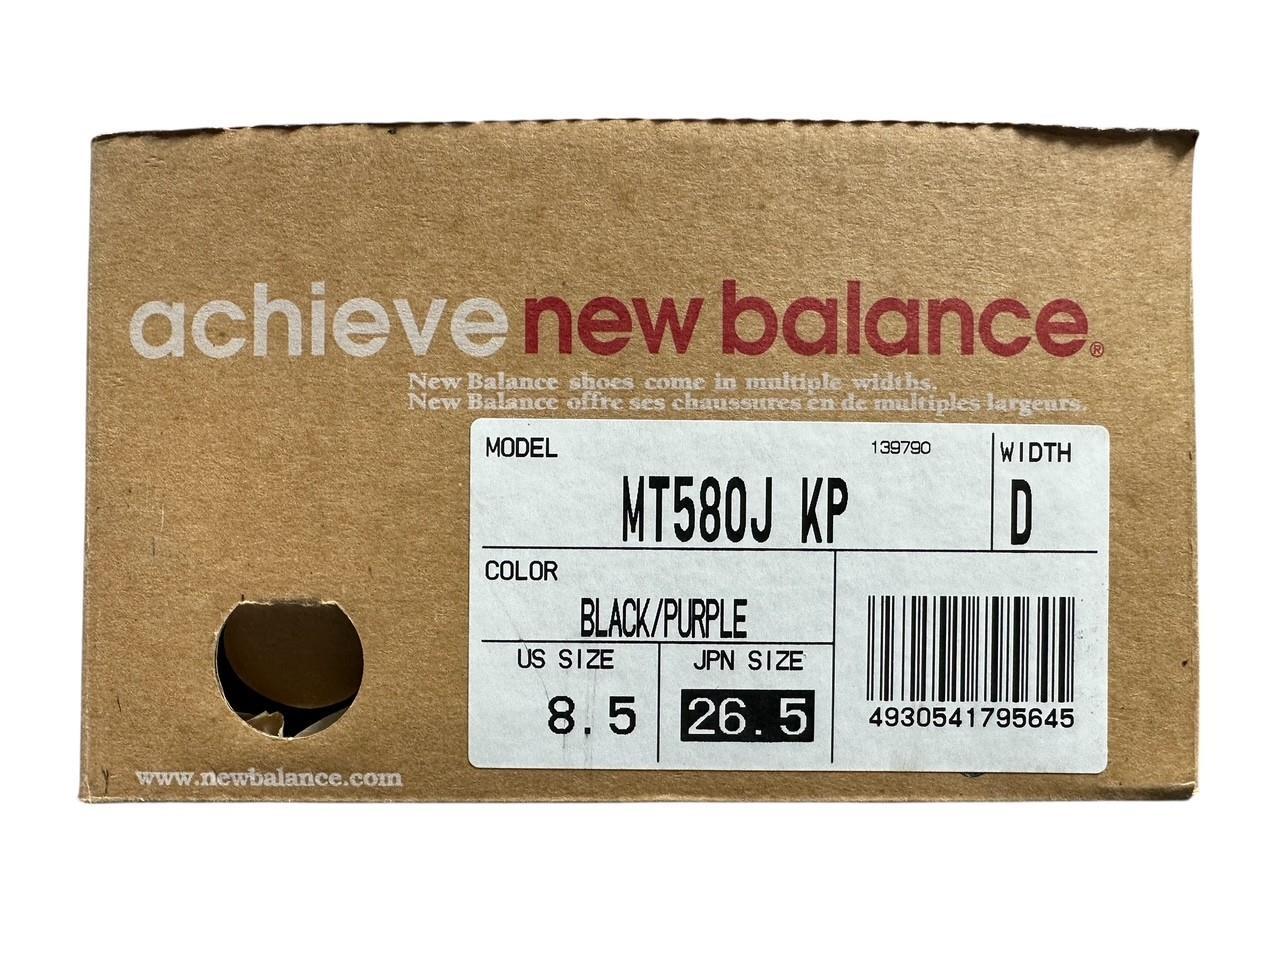 achieve new balance®
New Balance shoes come in multiple widths.
New Balance offre ses chaussures en de multiples largeurs.
MODEL 139790 WIDTH
MT580J KP D
COLOR
BLACK/PURPLE
US SIZE JPN SIZE
8.5 26.5
4930541795645
www.newbalance.com